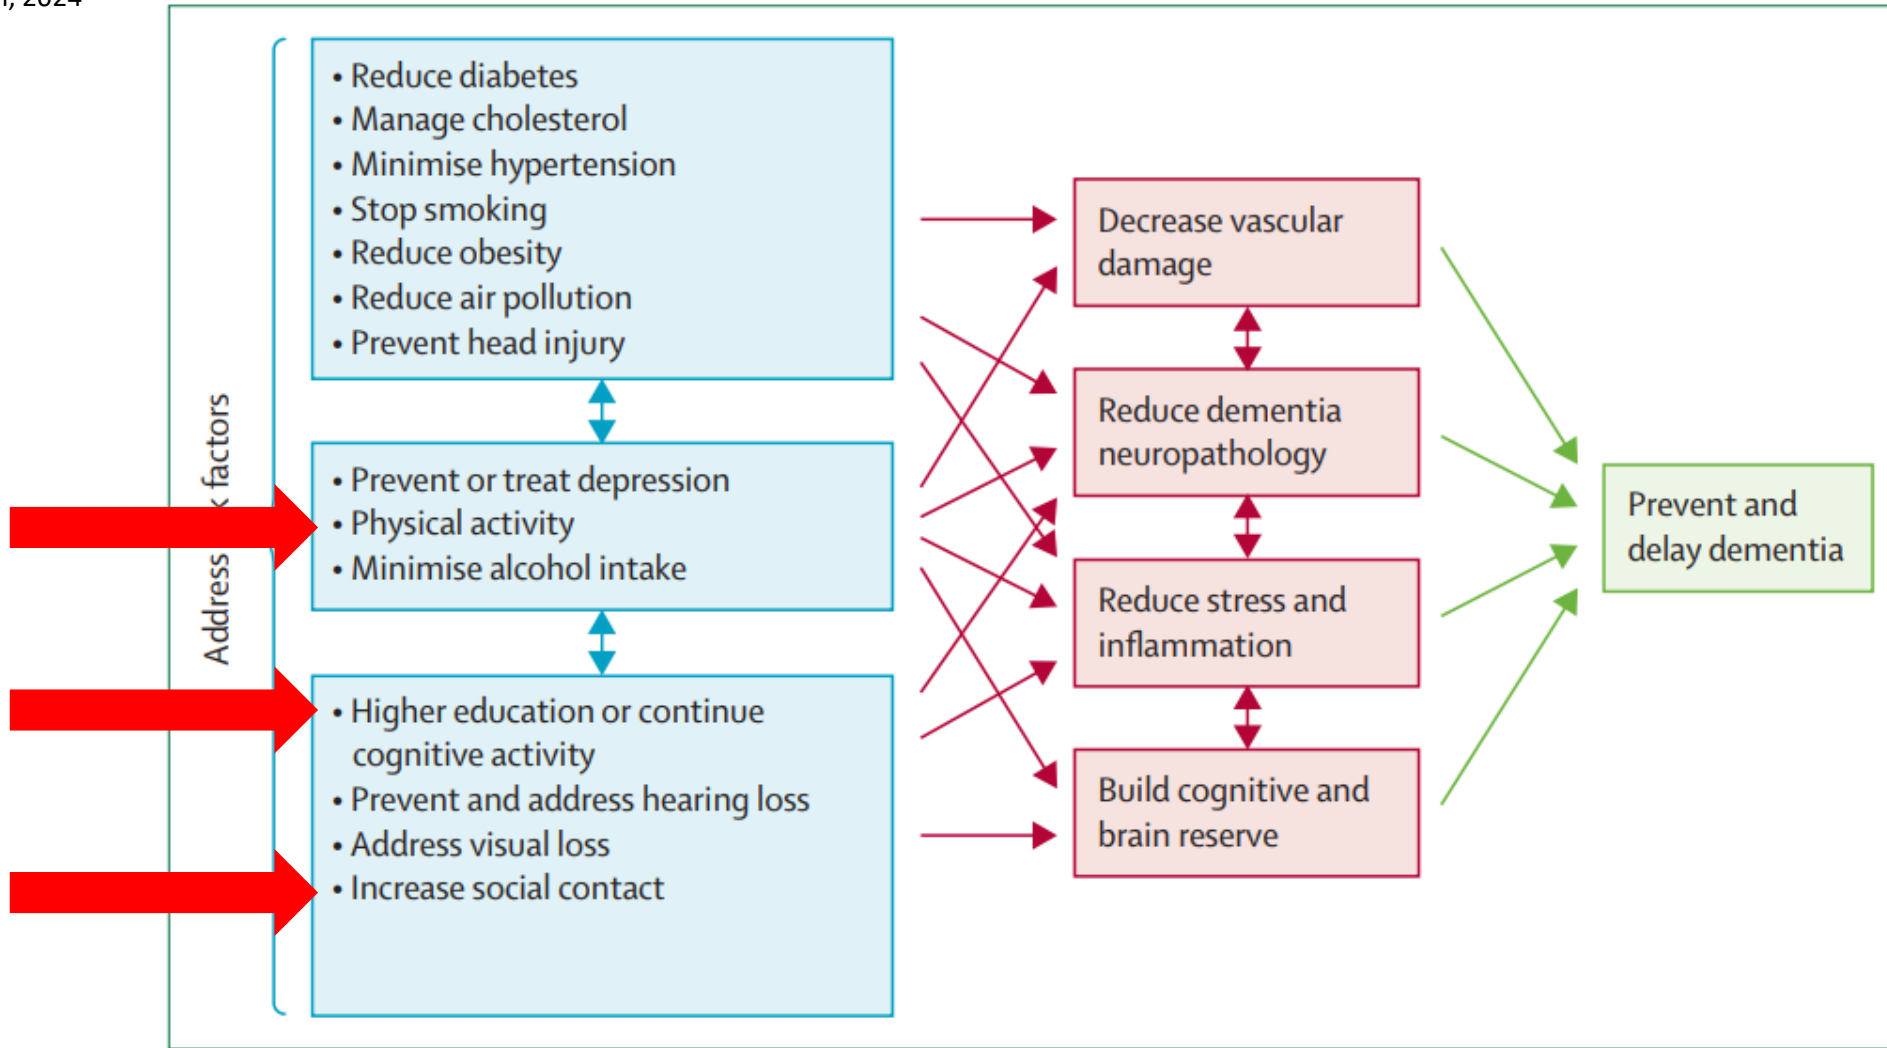 , 2024
• Reduce diabetes
• Manage cholesterol
• Minimise hypertension
• Stop smoking
• Reduce obesity
• Reduce air pollution
• Prevent head injury
• Prevent or treat depression
• Physical activity
• Minimise alcohol intake
• Higher education or continue
cognitive activity
• Prevent and address hearing loss
• Address visual loss
• Increase social contact
Address
factors
Decrease vascular
damage
Reduce dementia
neuropathology
Reduce stress and
inflammation
Build cognitive and
brain reserve
Prevent and
delay dementia